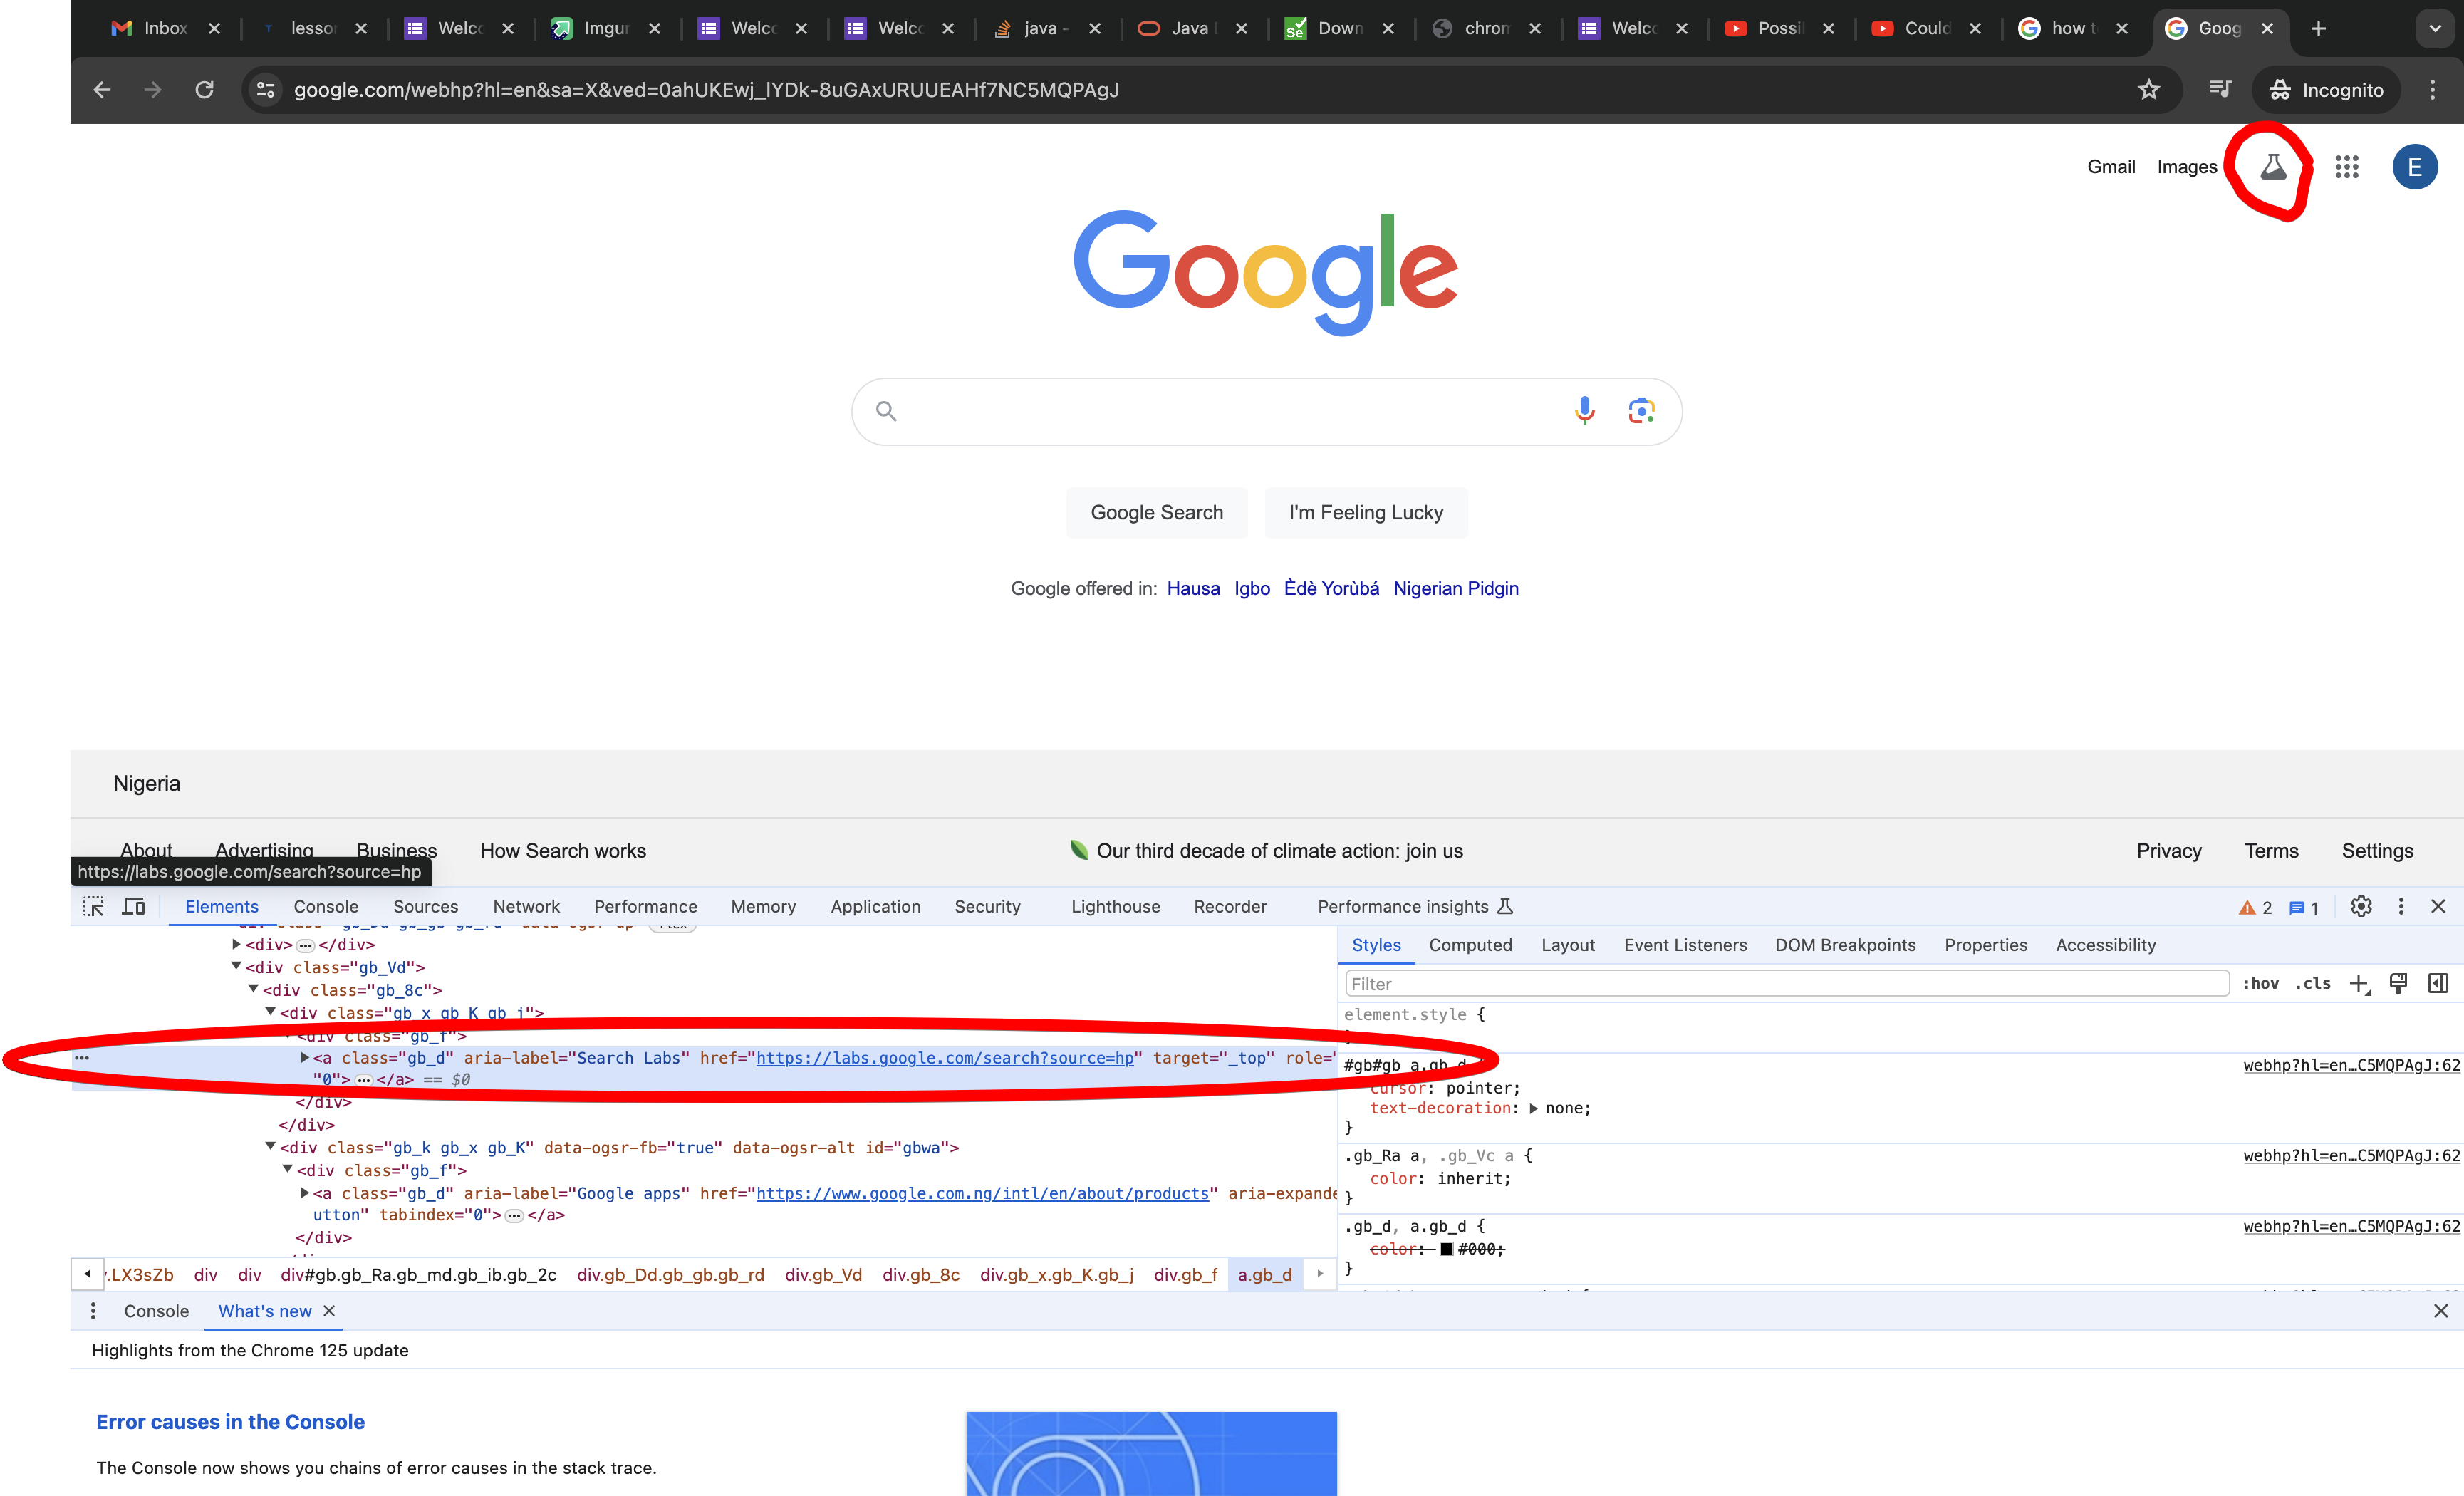 Inbox
lesson
Welc
Imgur
Welc
Welc
java -
Java
Down
chrom
Welc
Possi
Could
how t
Goog
google.com/webhp?hl=en&sa=X&ved=0ahUKEwj_lYDk-8uGAxURUUEAHf7NC5MQPAgJ
Incognito
Gmail Images
E
Google
Google Search I'm Feeling Lucky
Google offered in: Hausa Igbo Èdè Yorùbá Nigerian Pidgin
Nigeria
About Advertising Business How Search works
Our third decade of climate action: join us
Privacy Terms Settings
https://labs.google.com/search?source=hp
Elements Console Sources Network Performance Memory Application Security Lighthouse Recorder Performance insights
2 1
<div> ••• </div>
<div class="gb_Vd">
<div class="gb_8c">
<div class="gb_x gb_K gb_j">
<div class="gb_f">
<a class="gb_d" aria-label="Search Labs" href="https://labs.google.com/search?source=hp" target="_top" role="
"0"> ••• </a> == $0
</div>
</div>
<div class="gb_k gb_x gb_K" data-ogsr-fb="true" data-ogsr-alt id="gbwa">
<div class="gb_f">
<a class="gb_d" aria-label="Google apps" href="https://www.google.com.ng/intl/en/about/products" aria-expande
utton" tabindex="0"> ••• </a>
</div>
Styles Computed Layout Event Listeners DOM Breakpoints Properties Accessibility
Filter
:hov .cls
element.style {
}
#gb#gb a.gb_d {
webhp?hl=en…C5MQPAgJ:62
cursor: pointer;
text-decoration: none;
}
.gb_Ra a, .gb_Vc a {
webhp?hl=en…C5MQPAgJ:62
color: inherit;
}
.gb_d, a.gb_d {
webhp?hl=en…C5MQPAgJ:62
color: #000;
}
.LX3sZb div div div#gb.gb_Ra.gb_md.gb_ib.gb_2c div.gb_Dd.gb_gb.gb_rd div.gb_Vd div.gb_8c div.gb_x.gb_K.gb_j div.gb_f a.gb_d
Console What's new
Highlights from the Chrome 125 update
Error causes in the Console
The Console now shows you chains of error causes in the stack trace.